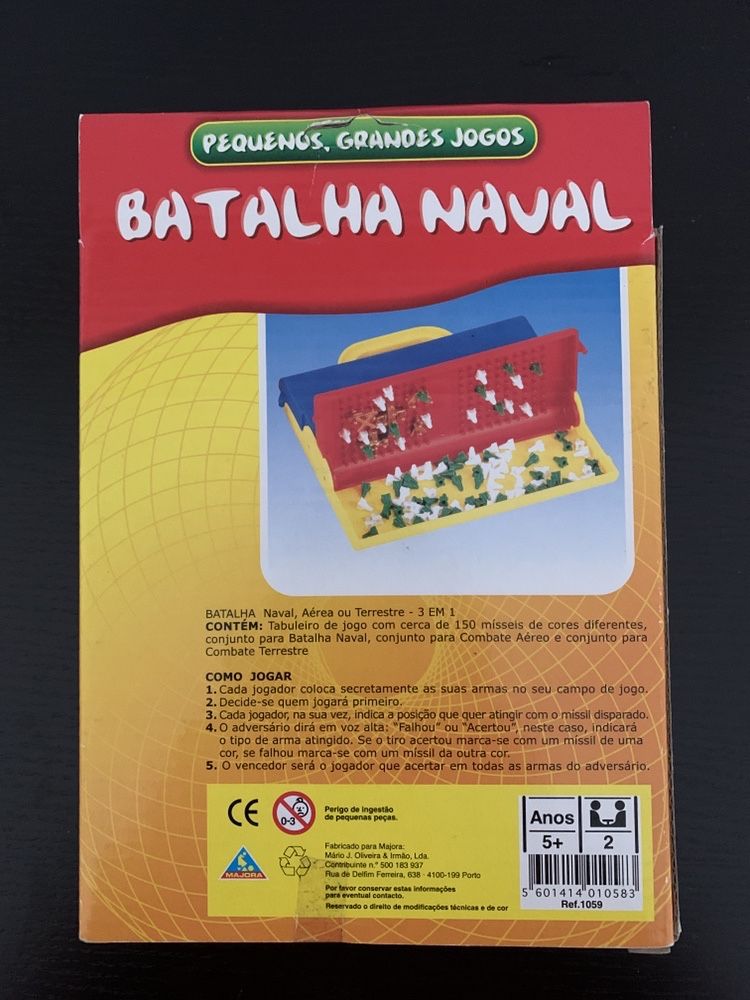 PEQUENOS, GRANDES JOGOS
BATALHA NAVAL
BATALHA Naval, Aérea ou Terrestre - 3 EM 1
CONTÉM: Tabuleiro de jogo com cerca de 150 mísseis de cores diferentes,
conjunto para Batalha Naval, conjunto para Combate Aéreo e conjunto para
Combate Terrestre
COMO JOGAR
1. Cada jogador coloca secretamente as suas armas no seu campo de jogo.
2. Decide-se quem jogará primeiro.
3. Cada jogador, na sua vez, indica a posição que quer atingir com o míssil disparado.
4. O adversário dirá em voz alta: “Falhou” ou “Acertou”, neste caso, indicará
o tipo de arma atingido. Se o tiro acertou marca-se com um míssil de uma
cor, se falhou marca-se com um míssil da outra cor.
5. O vencedor será o jogador que acertar em todas as armas do adversário.
CE
0-3
Perigo de ingestão
de pequenas peças.
MAJORA
Fabricado para Majora:
Mário J. Oliveira & Irmão, Lda.
Contribuinte n.º 500 183 937
Rua de Delfim Ferreira, 638 · 4100-199 Porto
Por favor conservar estas informações
para eventual contacto.
Reservado o direito de modificações técnicas e de cor
Anos
5+
2
5 601414 010583
Ref.1059